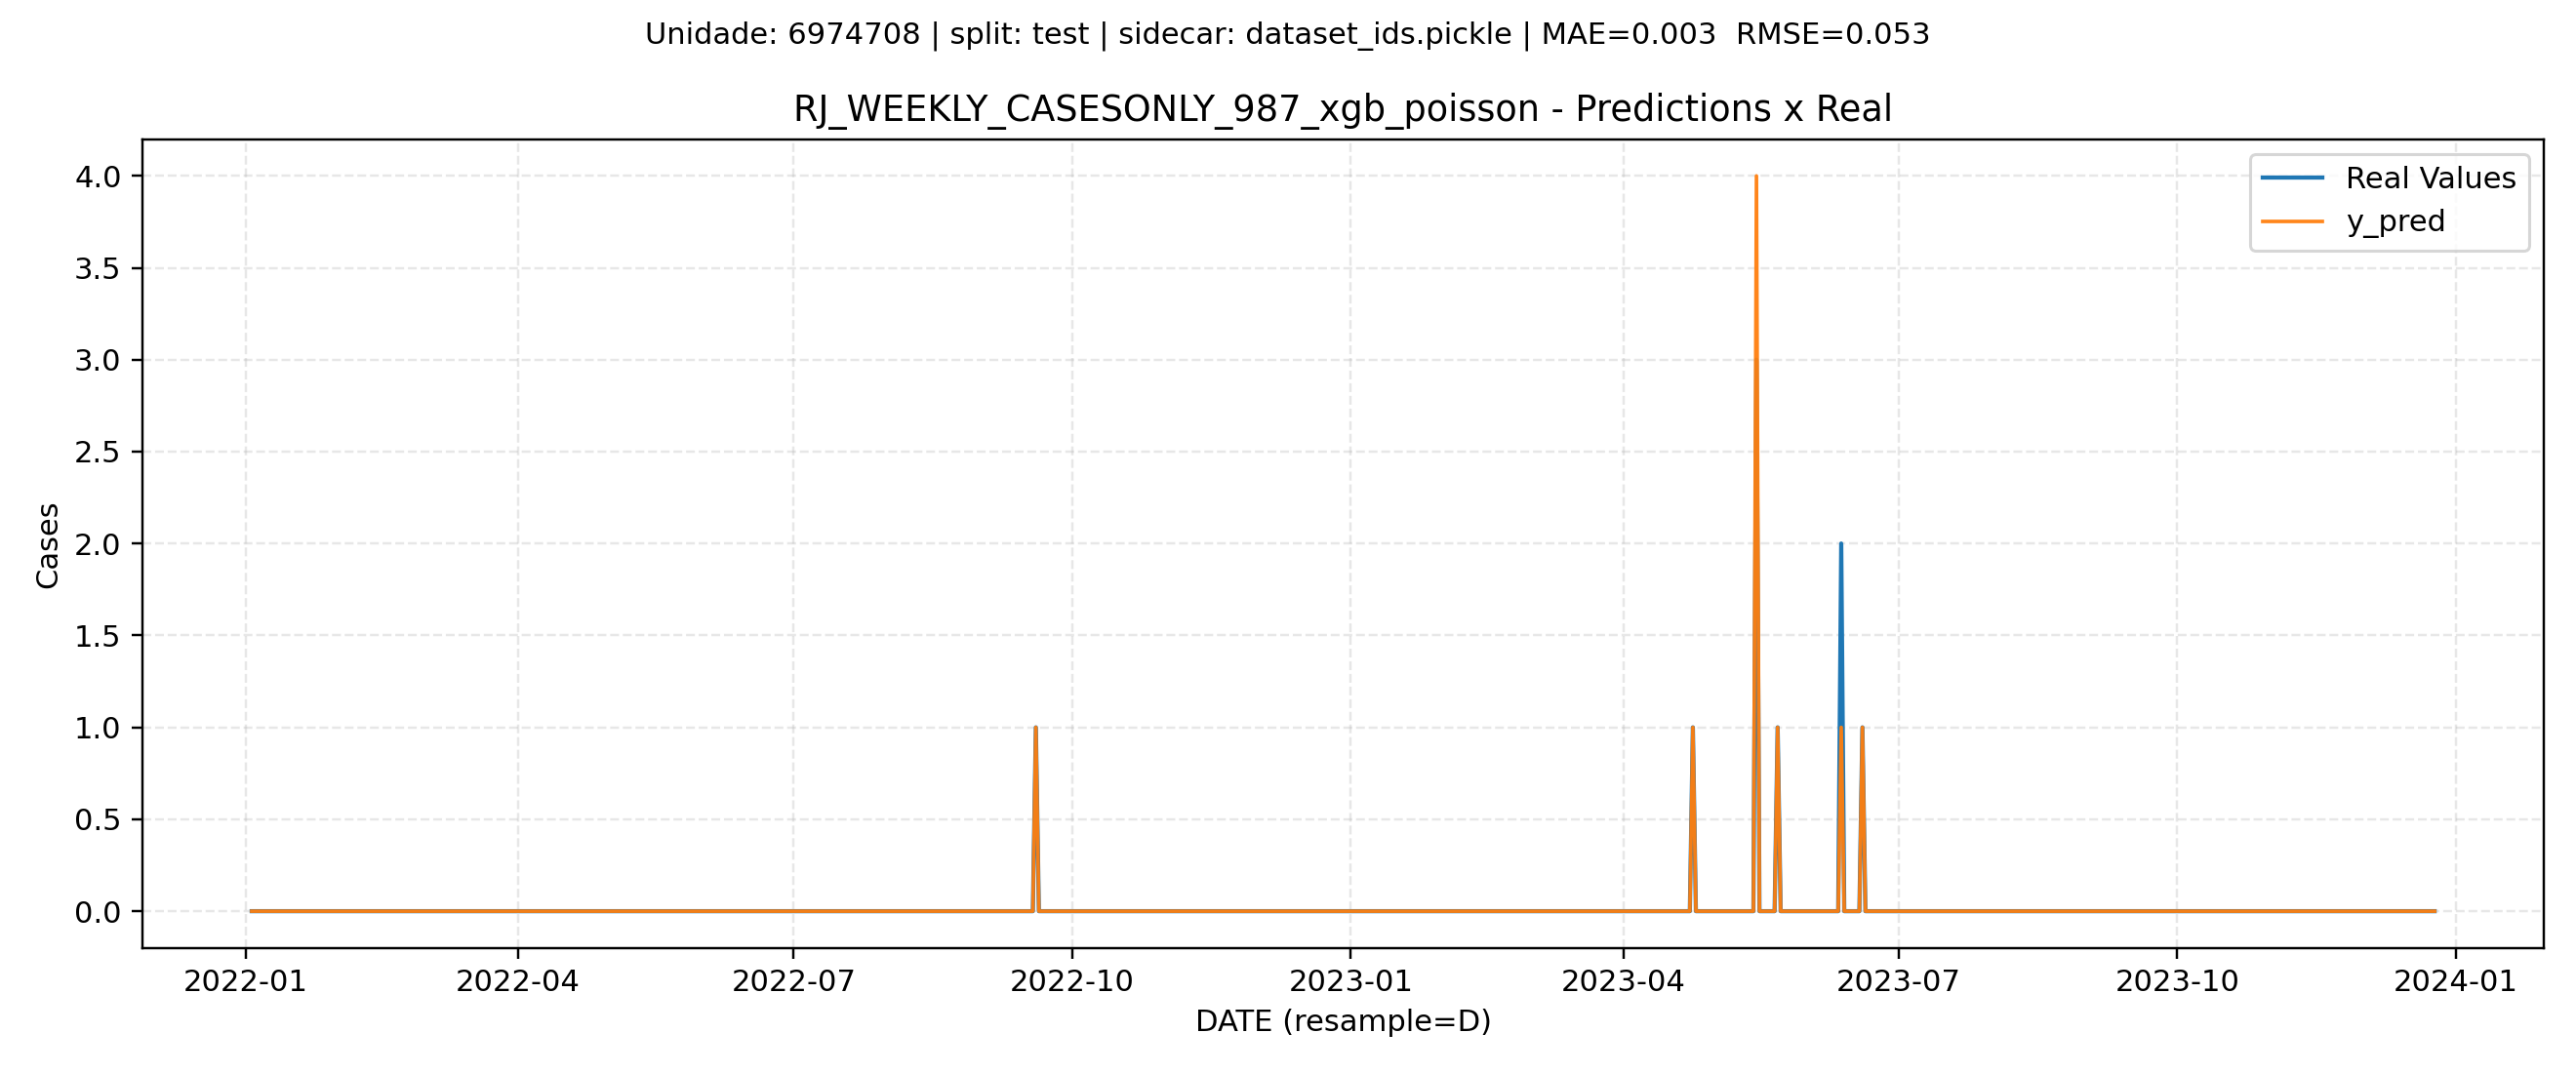 Unidade: 6974708 | split: test | sidecar: dataset_ids.pickle | MAE=0.003  RMSE=0.053
RJ_WEEKLY_CASESONLY_987_xgb_poisson - Predictions x Real
Real Values
y_pred
4.0
3.5
3.0
2.5
2.0
1.5
1.0
0.5
0.0
Cases
2022-01 2022-04 2022-07 2022-10 2023-01 2023-04 2023-07 2023-10 2024-01
DATE (resample=D)